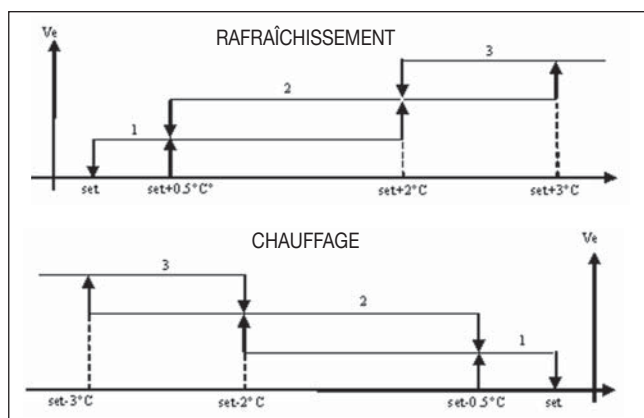 RAFRAÎCHISSEMENT
Ve
3
2
1
set
set+0.5°C°
set+2°C
set+3°C
CHAUFFAGE
Ve
3
2
1
set-3°C
set-2°C
set-0.5°C
set